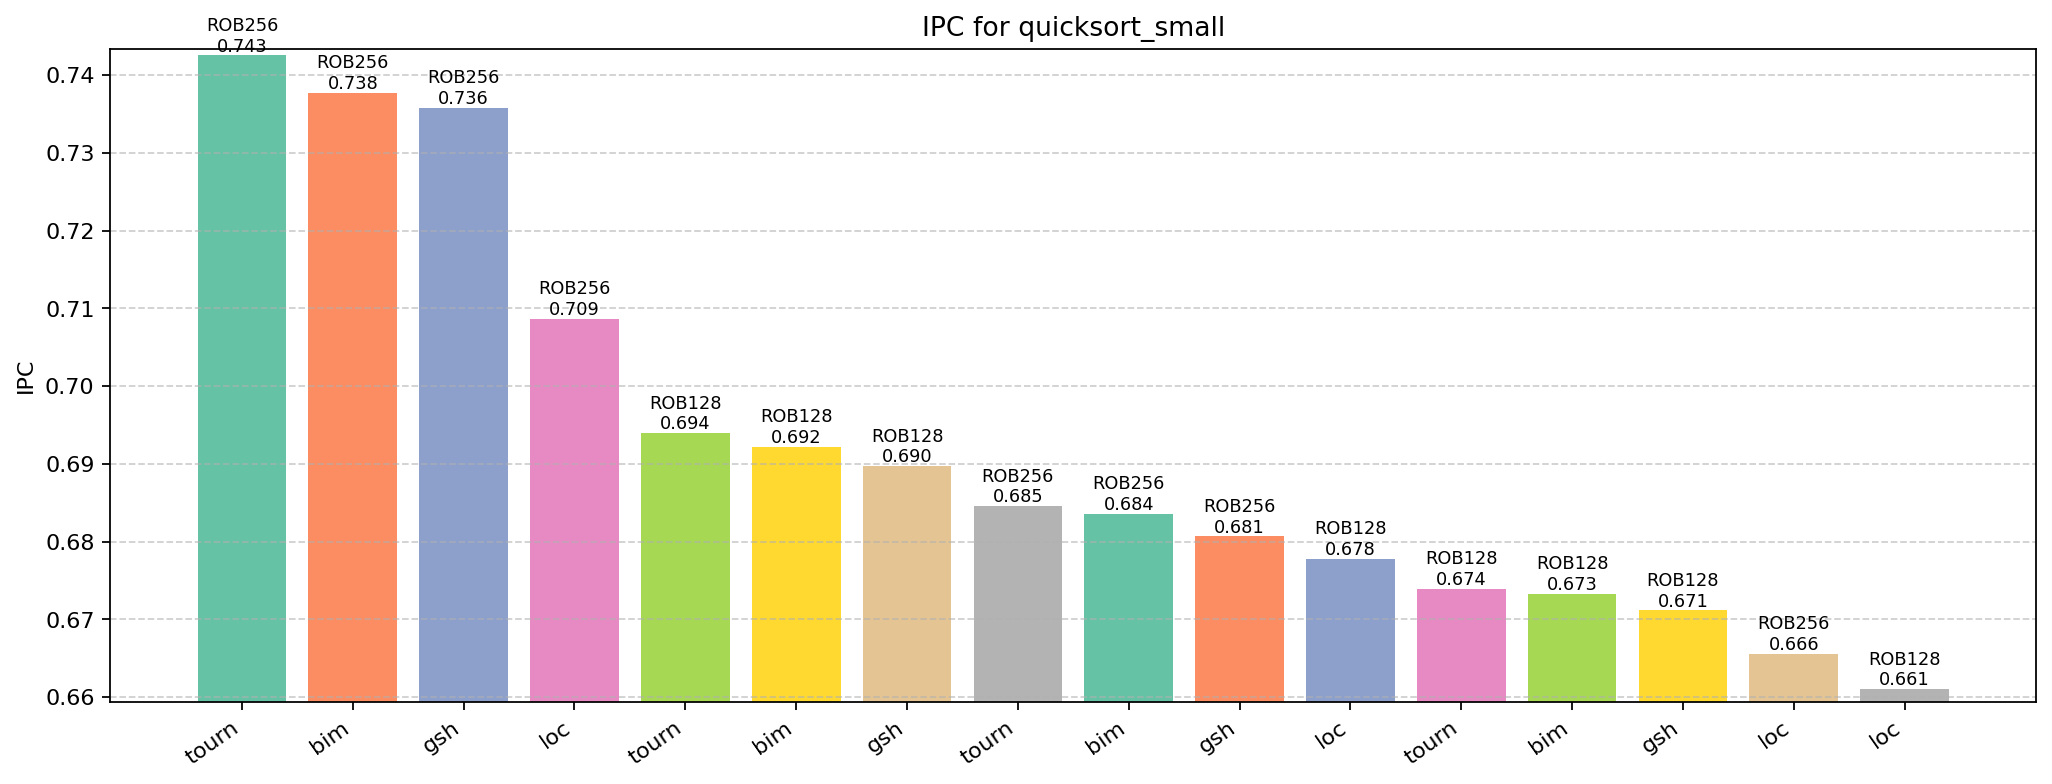 IPC for quicksort_small
IPC
0.74
0.73
0.72
0.71
0.70
0.69
0.68
0.67
0.66
ROB256
0.743
ROB256
0.738
ROB256
0.736
ROB256
0.709
ROB128
0.694
ROB128
0.692
ROB128
0.690
ROB256
0.685
ROB256
0.684
ROB256
0.681
ROB128
0.678
ROB128
0.674
ROB128
0.673
ROB128
0.671
ROB256
0.666
ROB128
0.661
tourn
bim
gsh
loc
tourn
bim
gsh
tourn
bim
gsh
loc
tourn
bim
gsh
loc
loc